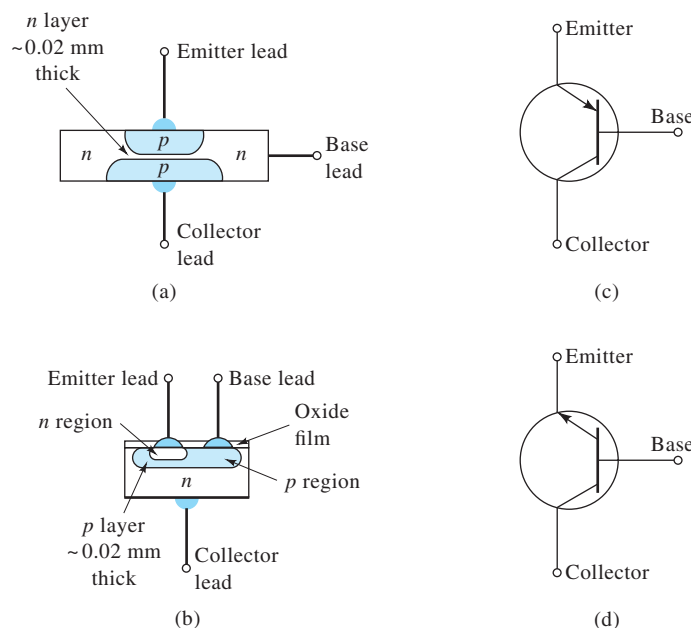 n layer
~0.02 mm
thick
Emitter lead
p
n
n
p
Base
lead
Collector
lead
(a)
Emitter
Base
Collector
(c)
Emitter lead
Base lead
n region
Oxide
film
n
p region
p layer
~0.02 mm
thick
Collector
lead
(b)
Emitter
Base
Collector
(d)